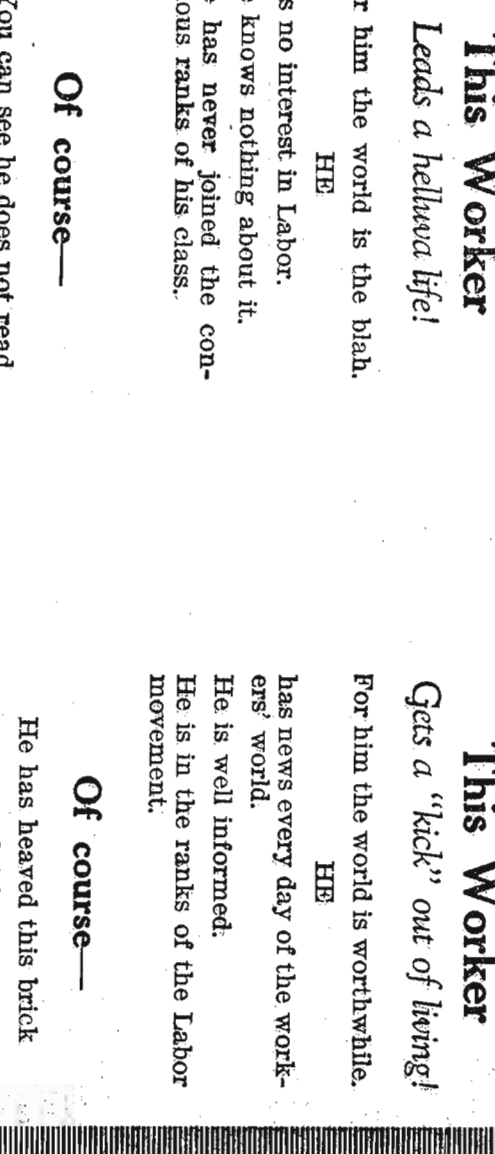 This Worker
Leads a helluva life!
him the world is the blah.
HE
no interest in Labor.
knows nothing about it.
has never joined the con-
ranks of his class.
Of course—
You can see he does not read
This Worker
Gets a “kick” out of living!
For him the world is worthwhile.
HE
has news every day of the work-
ers’ world.
He is well informed.
He is in the ranks of the Labor
movement.
Of course—
He has heaved this brick